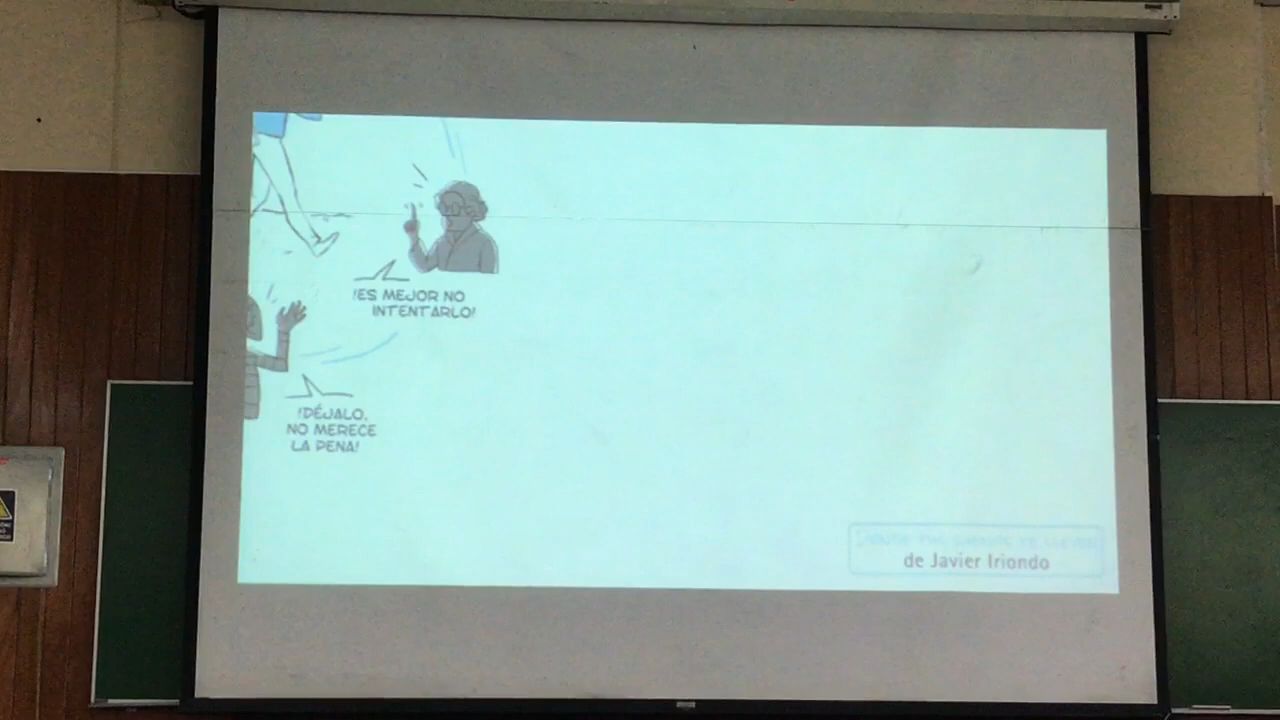 ¡ES MEJOR NO
INTENTARLO!
¡DÉJALO,
NO MERECE
LA PENA!
de Javier Iriondo